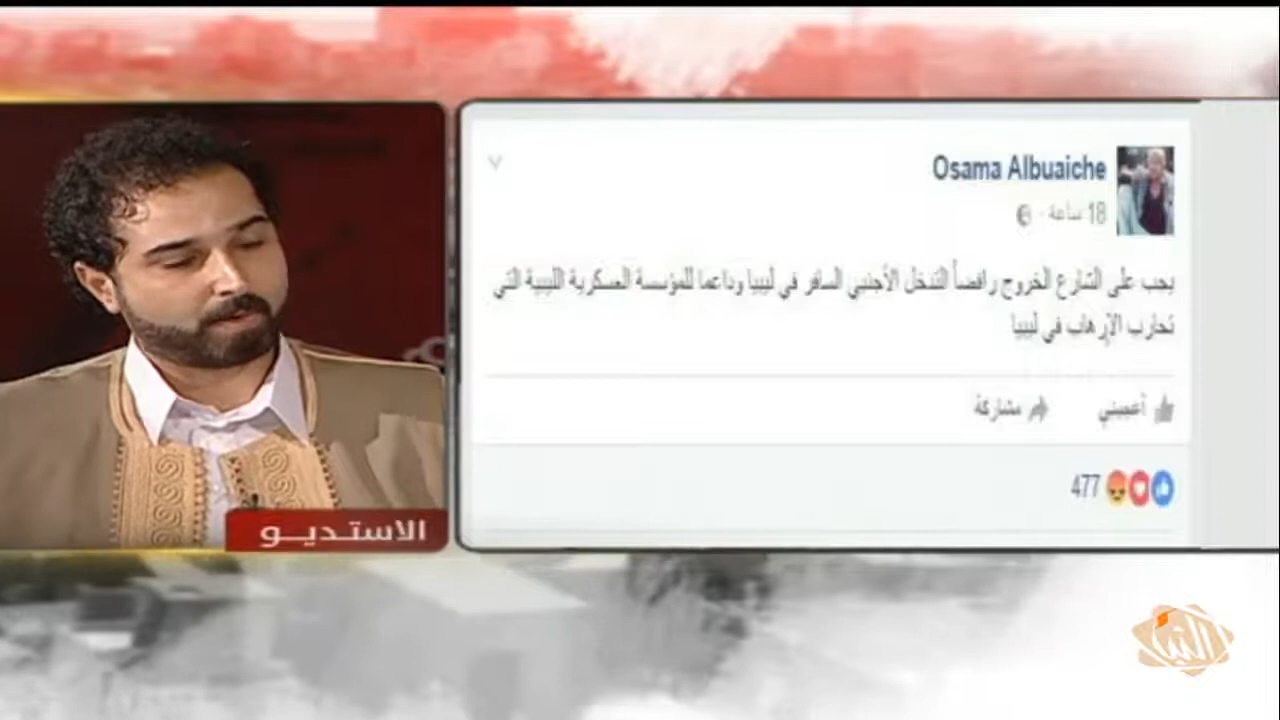 Osama Albuaiche
18 ساعة ·
يجب على الشارع الخروج رافضاً التدخل الأجنبي السافر في ليبيا وداعما للمؤسسة العسكرية الليبية التي
تحارب الإرهاب في ليبيا
أعجبني مشاركة
477
الاستديو
النبأ